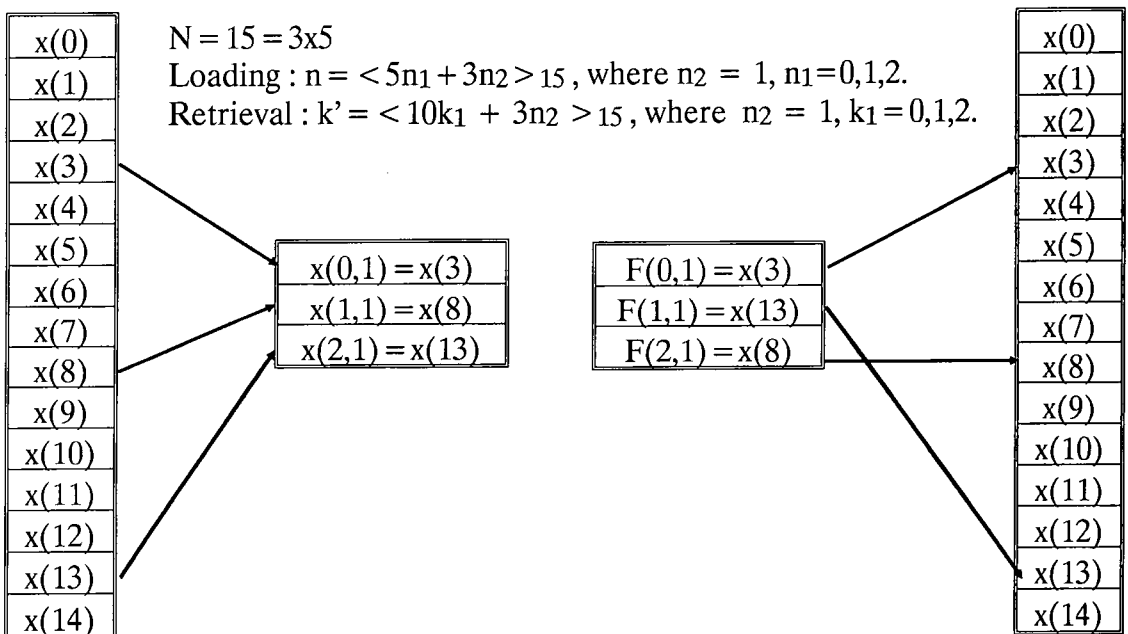 N = 15 = 3x5
Loading : n = < 5n1 + 3n2 > 15 , where n2 = 1, n1=0,1,2.
Retrieval : k' = < 10k1 + 3n2 > 15 , where n2 = 1, k1=0,1,2.
x(0)
x(1)
x(2)
x(3)
x(4)
x(5)
x(6)
x(7)
x(8)
x(9)
x(10)
x(11)
x(12)
x(13)
x(14)
x(0,1) = x(3)
x(1,1) = x(8)
x(2,1) = x(13)
F(0,1) = x(3)
F(1,1) = x(13)
F(2,1) = x(8)
x(0)
x(1)
x(2)
x(3)
x(4)
x(5)
x(6)
x(7)
x(8)
x(9)
x(10)
x(11)
x(12)
x(13)
x(14)